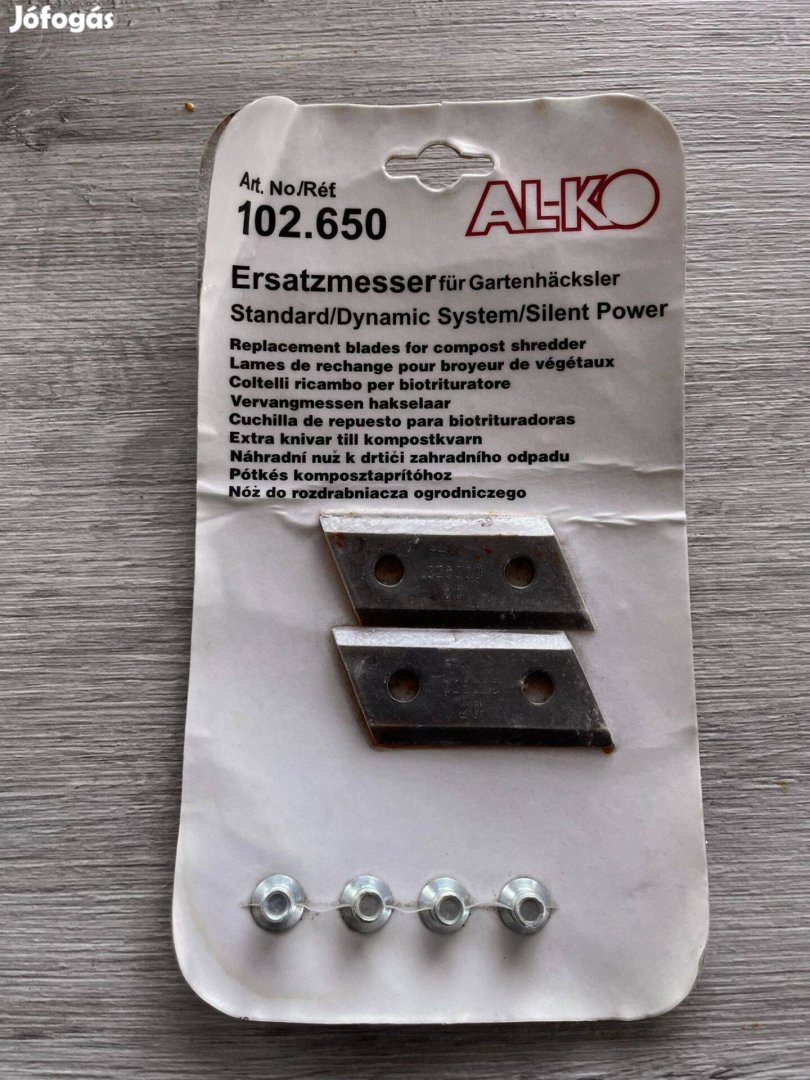 Jófogás
Art. No./Réf.
102.650
AL-KO
Ersatzmesser für Gartenhäcksler
Standard/Dynamic System/Silent Power
Replacement blades for compost shredder
Lames de rechange pour broyeur de végétaux
Coltelli ricambo per biotrituratore
Vervangmessen hakselaar
Cuchilla de repuesto para biotrituradoras
Extra knivar till kompostkvarn
Náhradní nuž k drtiči zahradního odpadu
Pótkés komposztaprítóhoz
Nóż do rozdrabniacza ogrodniczego